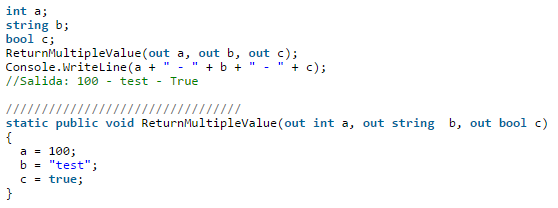 int a;
string b;
bool c;
ReturnMultipleValue(out a, out b, out c);
Console.WriteLine(a + " - " + b + " - " + c);
//Salida: 100 - test - True
/////////////////////////////////
static public void ReturnMultipleValue(out int a, out string  b, out bool c)
{
  a = 100;
  b = "test";
  c = true;
}